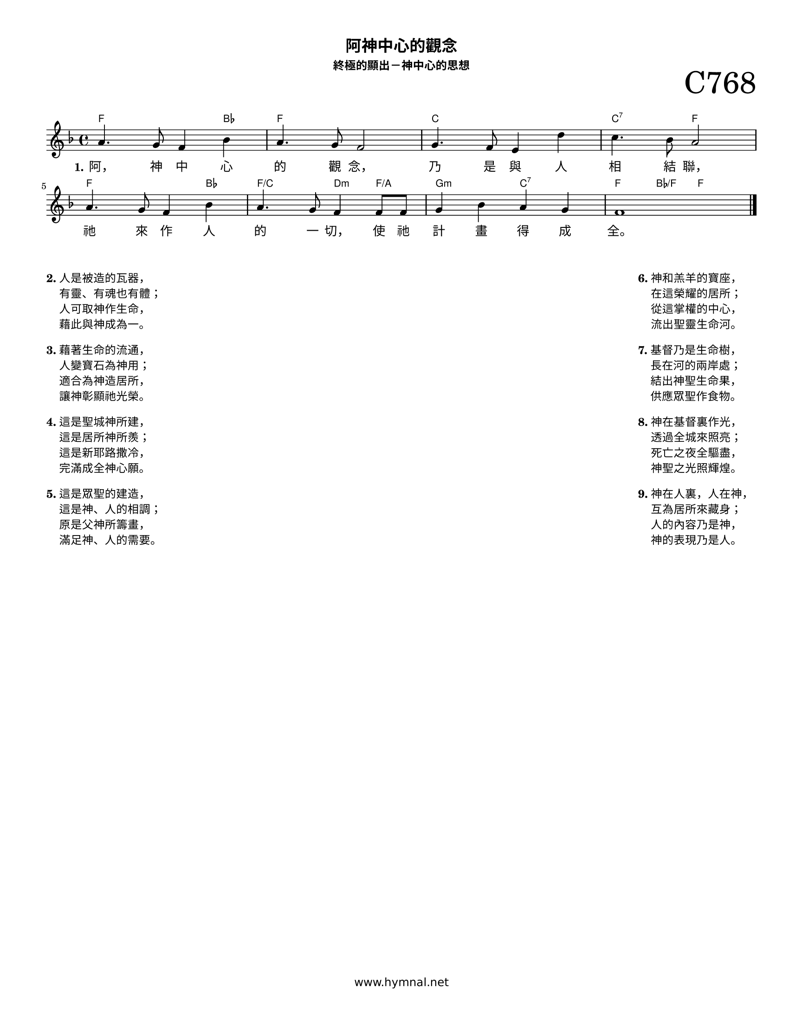 阿神中心的觀念
終極的顯出－神中心的思想
C768
F B♭ F C C7 F
1. 阿， 神 中 心 的 觀 念， 乃 是 與 人 相 結 聯，
5
F B♭ F/C Dm F/A Gm C7 F B♭/F F
祂 來 作 人 的 一 切， 使 祂 計 畫 得 成 全。
2. 人是被造的瓦器，
有靈、有魂也有體；
人可取神作生命，
藉此與神成為一。
3. 藉著生命的流通，
人變寶石為神用；
適合為神造居所，
讓神彰顯祂光榮。
4. 這是聖城神所建，
這是居所神所羨；
這是新耶路撒冷，
完滿成全神心願。
5. 這是眾聖的建造，
這是神、人的相調；
原是父神所籌畫，
滿足神、人的需要。
6. 神和羔羊的寶座，
在這榮耀的居所；
從這掌權的中心，
流出聖靈生命河。
7. 基督乃是生命樹，
長在河的兩岸處；
結出神聖生命果，
供應眾聖作食物。
8. 神在基督裏作光，
透過全城來照亮；
死亡之夜全驅盡，
神聖之光照輝煌。
9. 神在人裏，人在神，
互為居所來藏身；
人的內容乃是神，
神的表現乃是人。
www.hymnal.net